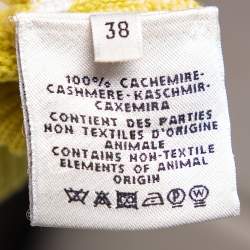 38
100% CACHEMIRE-
CASHMERE-KASCHMIR-
CAXEMIRA
CONTIENT DES PARTIES
NON TEXTILES D'ORIGINE
ANIMALE
CONTAINS NON-TEXTILE
ELEMENTS OF ANIMAL
ORIGIN
P W